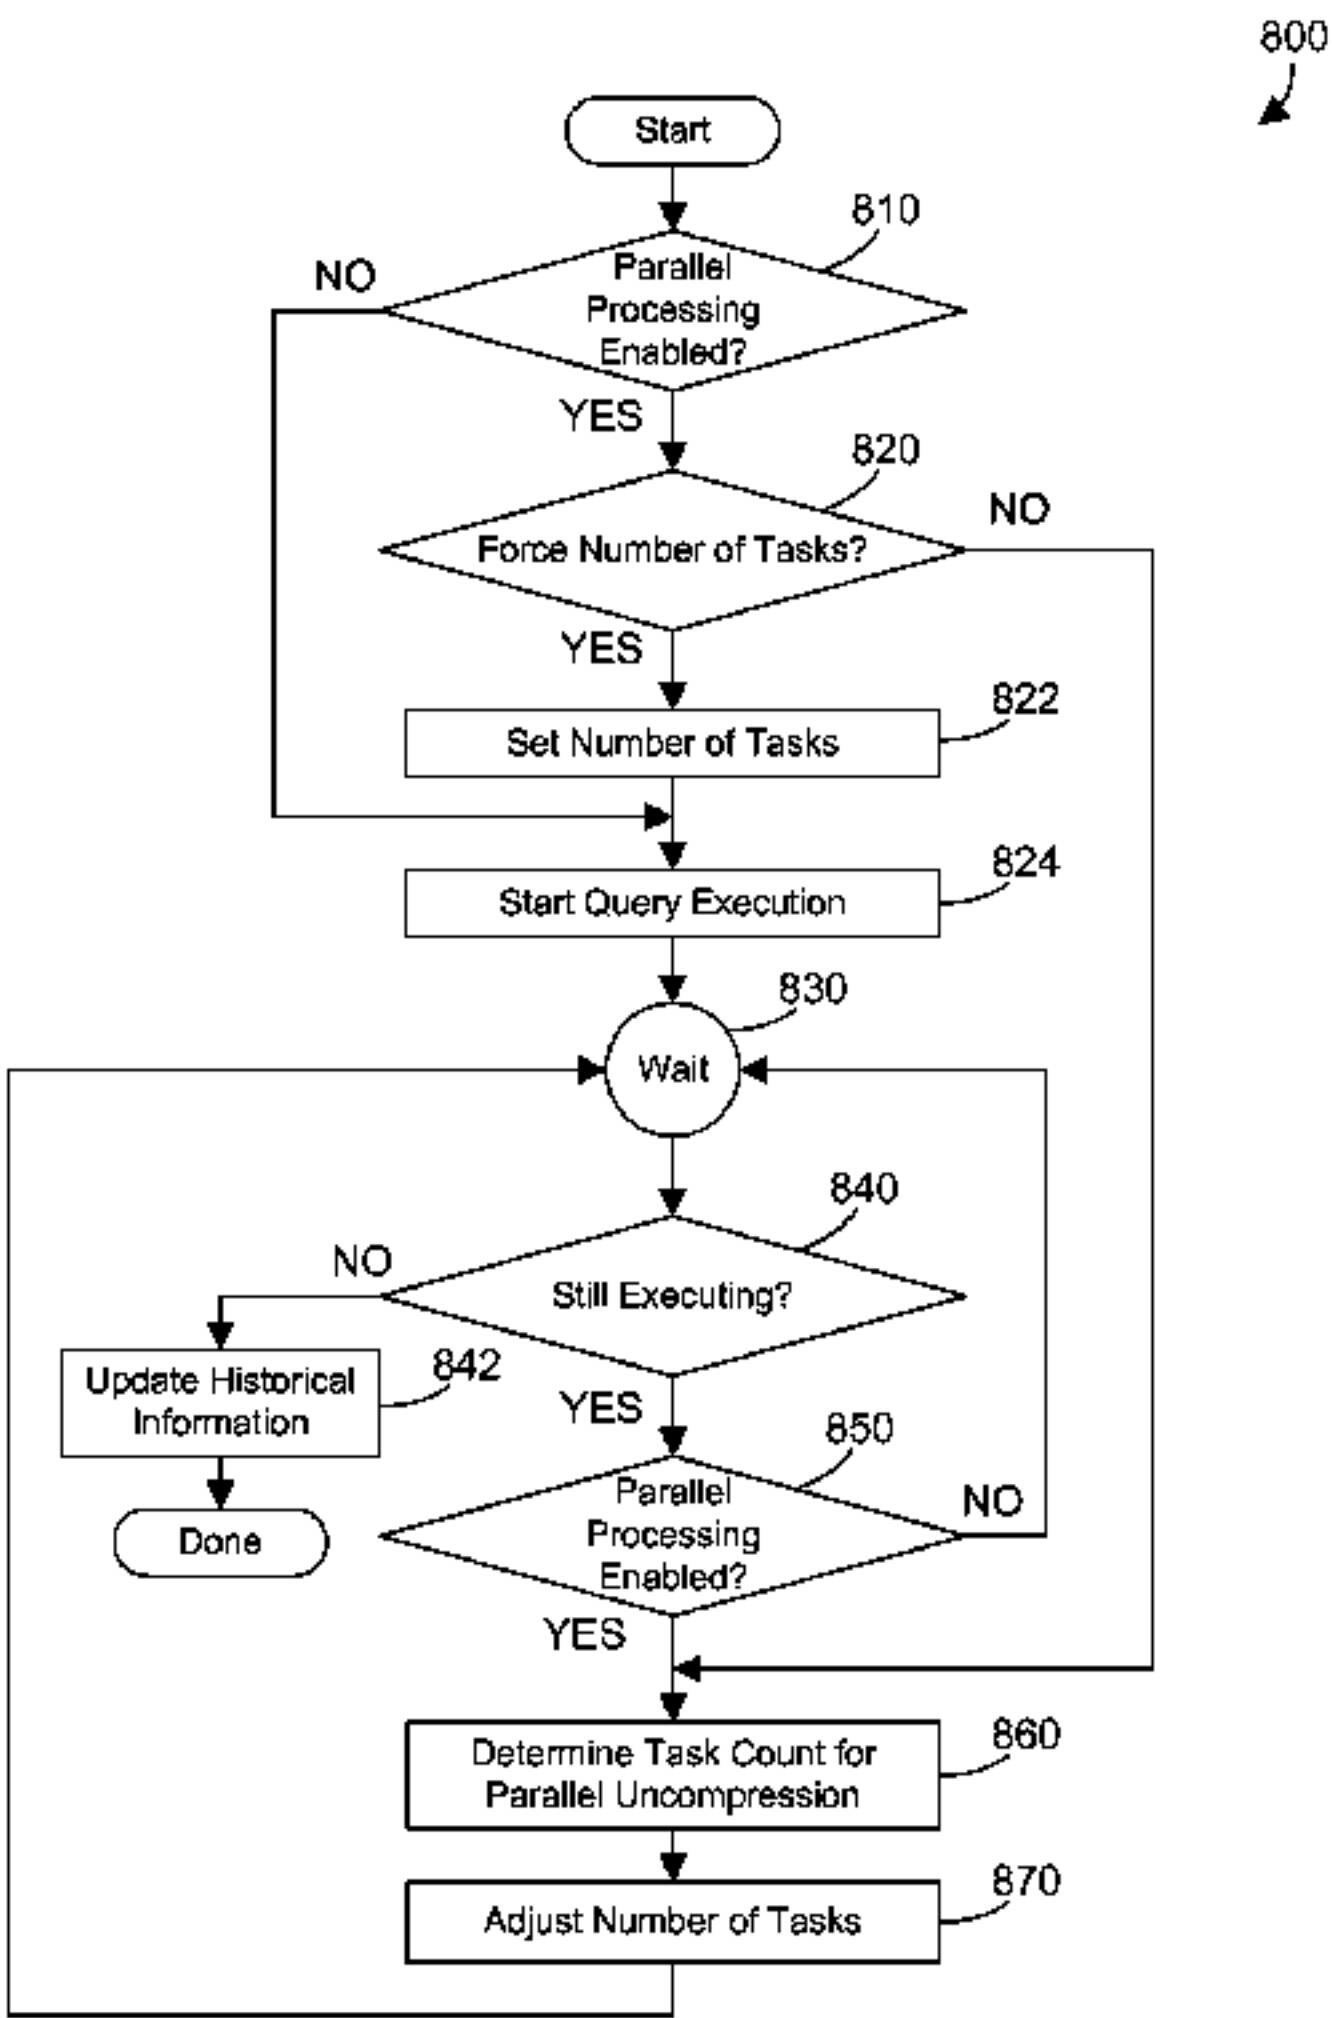 800
Start
810
NO
Parallel
Processing
Enabled?
YES
820
NO
Force Number of Tasks?
YES
822
Set Number of Tasks
824
Start Query Execution
830
Wait
840
NO
Still Executing?
842
Update Historical
Information
YES
850
Parallel
Processing
Enabled?
NO
Done
YES
860
Determine Task Count for
Parallel Uncompression
870
Adjust Number of Tasks